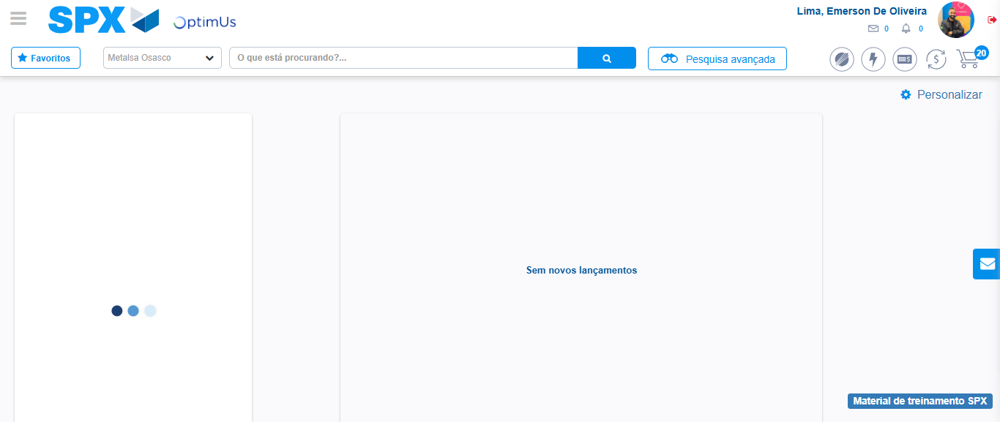 SPX OptimUs
Lima, Emerson De Oliveira
0 0
Favoritos Metalsa Osasco O que está procurando?... Pesquisa avançada $ $ 20
Personalizar
Sem novos lançamentos
Material de treinamento SPX